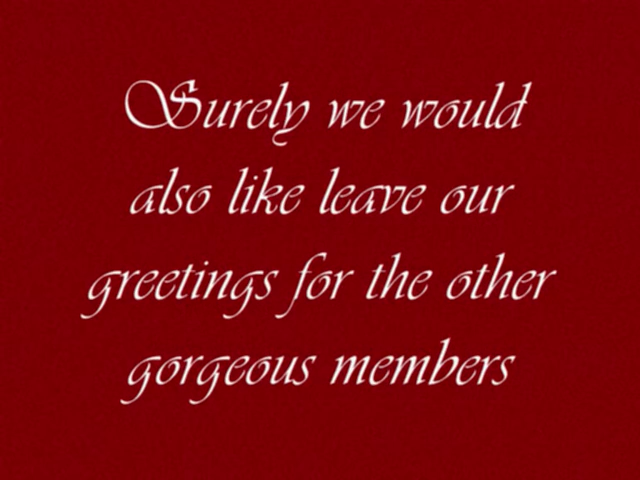 Surely we would
also like leave our
greetings for the other
gorgeous members